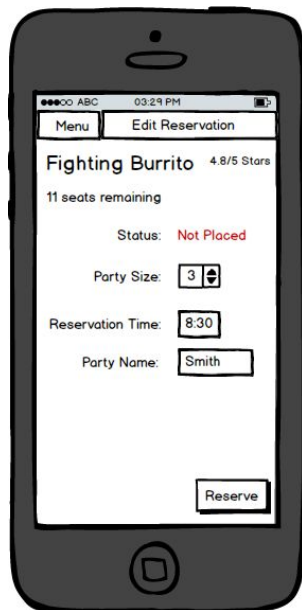 ABC 03:29 PM
Menu Edit Reservation
Fighting Burrito 4.8/5 Stars
11 seats remaining
Status: Not Placed
Party Size: 3
Reservation Time: 8:30
Party Name: Smith
Reserve